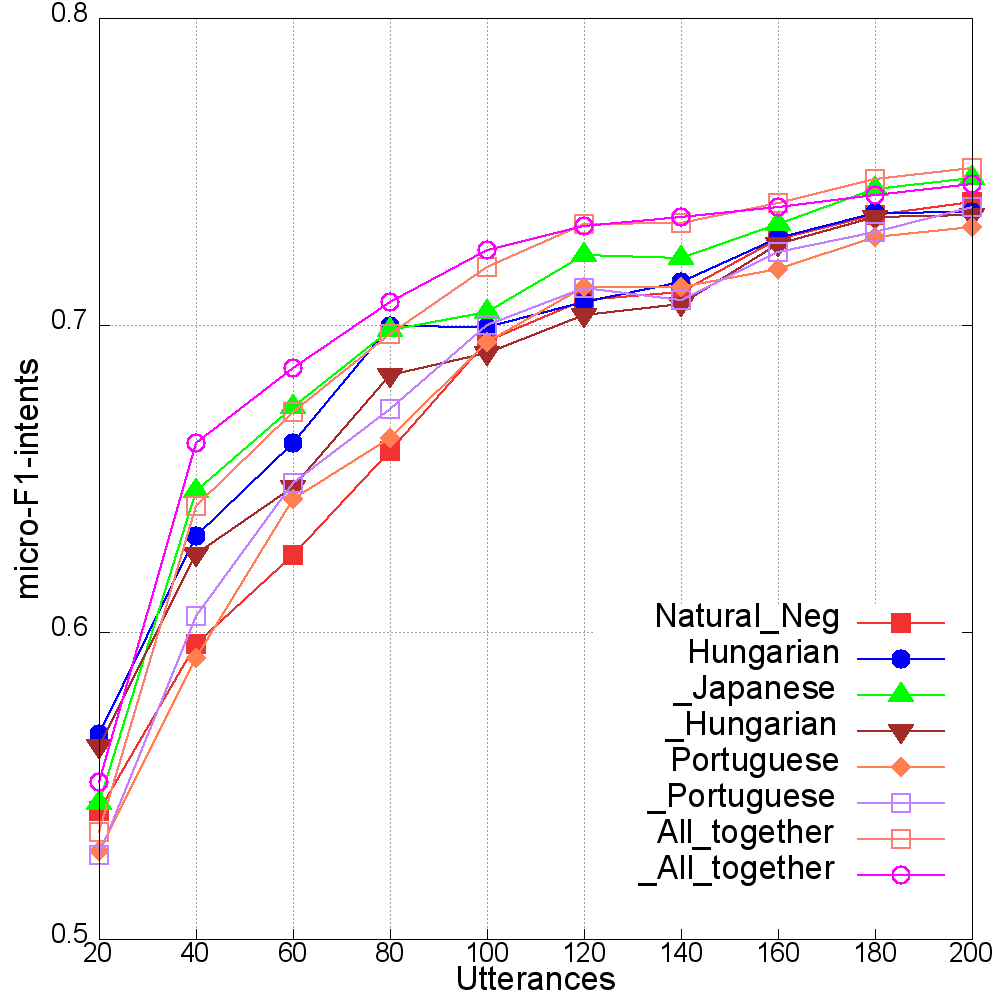 0.8
0.7
0.6
0.5
micro-F1-intents
Natural_Neg
Hungarian
_Japanese
_Hungarian
Portuguese
_Portuguese
All_together
_All_together
20 40 60 80 100 120 140 160 180 200
Utterances